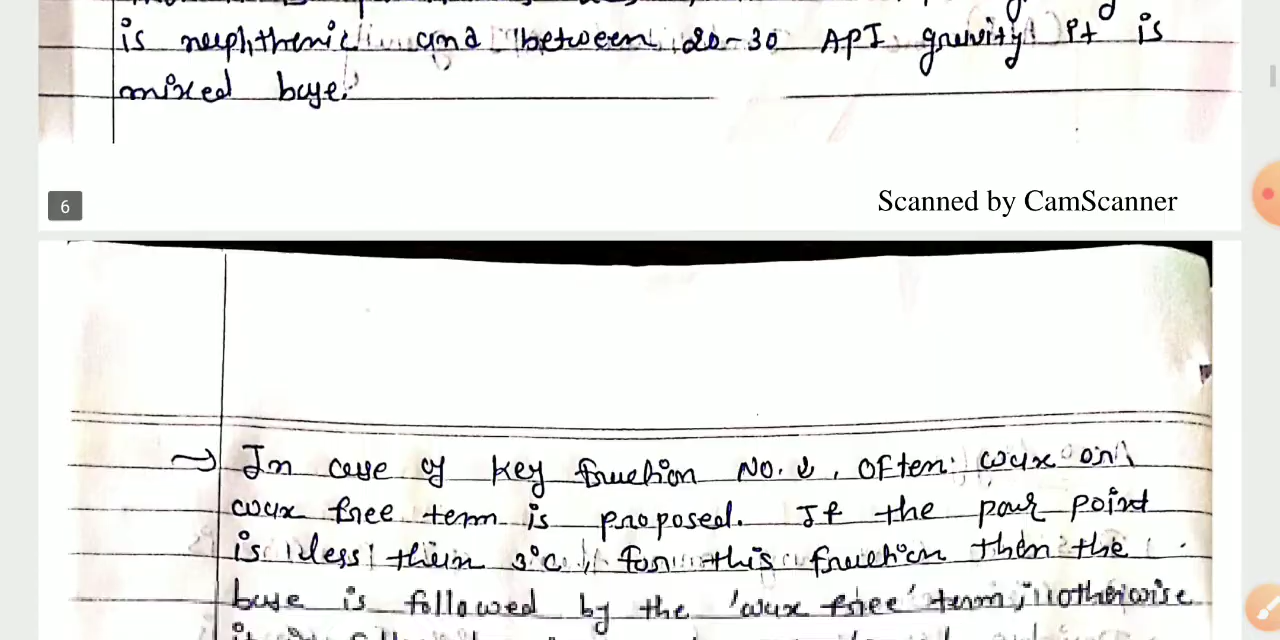 is nephthenic and between 20-30 API gravity it is
mixed base.
6
Scanned by CamScanner
→ In case of key fraction No. 2, often wax or
wax free term is proposed. If the pour point
is less than 3°C for this fraction then the
base is followed by the 'wax free' term, otherwise